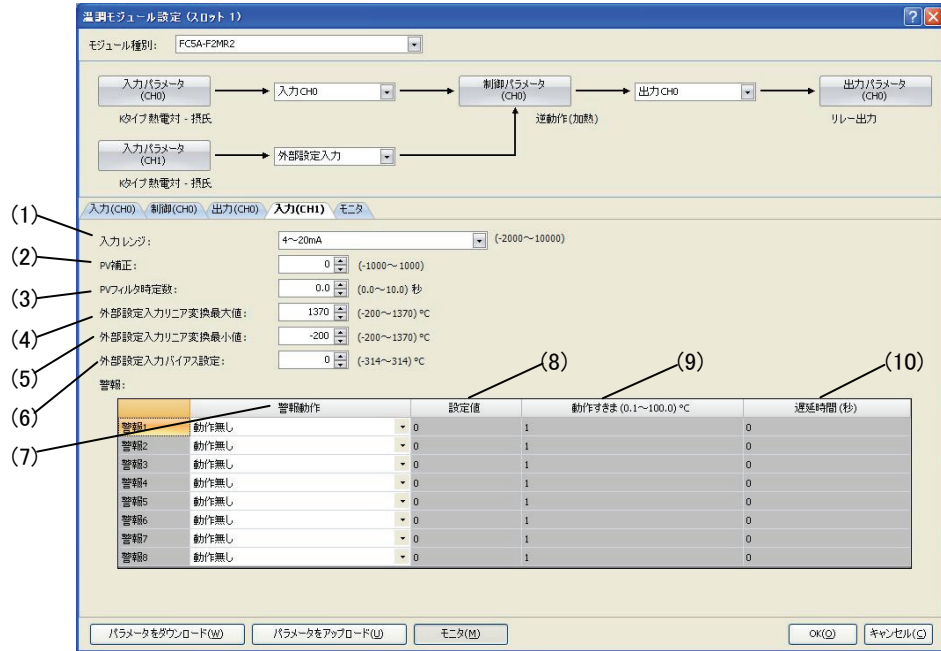 温調モジュール設定 (スロット 1)
モジュール種別: FC5A-F2MR2
入力パラメータ
(CH0)
入力CH0
制御パラメータ
(CH0)
出力CH0
出力パラメータ
(CH0)
Kタイプ熱電対 - 摂氏
逆動作(加熱)
リレー出力
入力パラメータ
(CH1)
外部設定入力
Kタイプ熱電対 - 摂氏
入力(CH0) 制御(CH0) 出力(CH0) 入力(CH1) モニタ
(1) 入力レンジ: 4～20mA (-2000～10000)
(2) PV補正: 0 (-1000～1000)
(3) PVフィルタ時定数: 0.0 (0.0～10.0) 秒
(4) 外部設定入力リニア変換最大値: 1370 (-200～1370) °C
(5) 外部設定入力リニア変換最小値: -200 (-200～1370) °C
(6) 外部設定入力バイアス設定: 0 (-314～314) °C
(8) (9) (10)
警報:
(7) 警報動作 設定値 動作すきま(0.1～100.0) °C 遅延時間(秒)
警報1 動作無し 0 1 0
警報2 動作無し 0 1 0
警報3 動作無し 0 1 0
警報4 動作無し 0 1 0
警報5 動作無し 0 1 0
警報6 動作無し 0 1 0
警報7 動作無し 0 1 0
警報8 動作無し 0 1 0
パラメータをダウンロード(W) パラメータをアップロード(U) モニタ(M) OK(O) キャンセル(C)